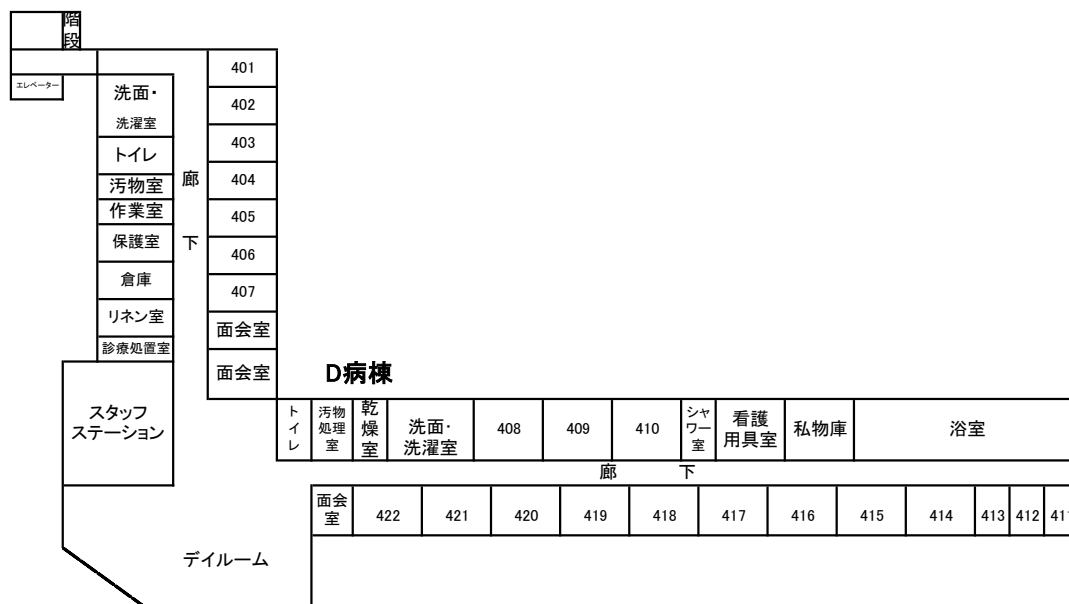 階
段
エレベーター
洗面・
洗濯室
トイレ
汚物室
作業室
保護室
倉庫
リネン室
診療処置室
スタッフ
ステーション
廊
下
401
402
403
404
405
406
407
面会室
面会室
D病棟
ト
イ
レ
汚物
処理
室
乾
燥
室
洗面・
洗濯室
408
409
410
シャ
ワー
室
看護
用具室
私物庫
浴室
廊 下
面会
室
422
421
420
419
418
417
416
415
414
413
412
411
デイルーム